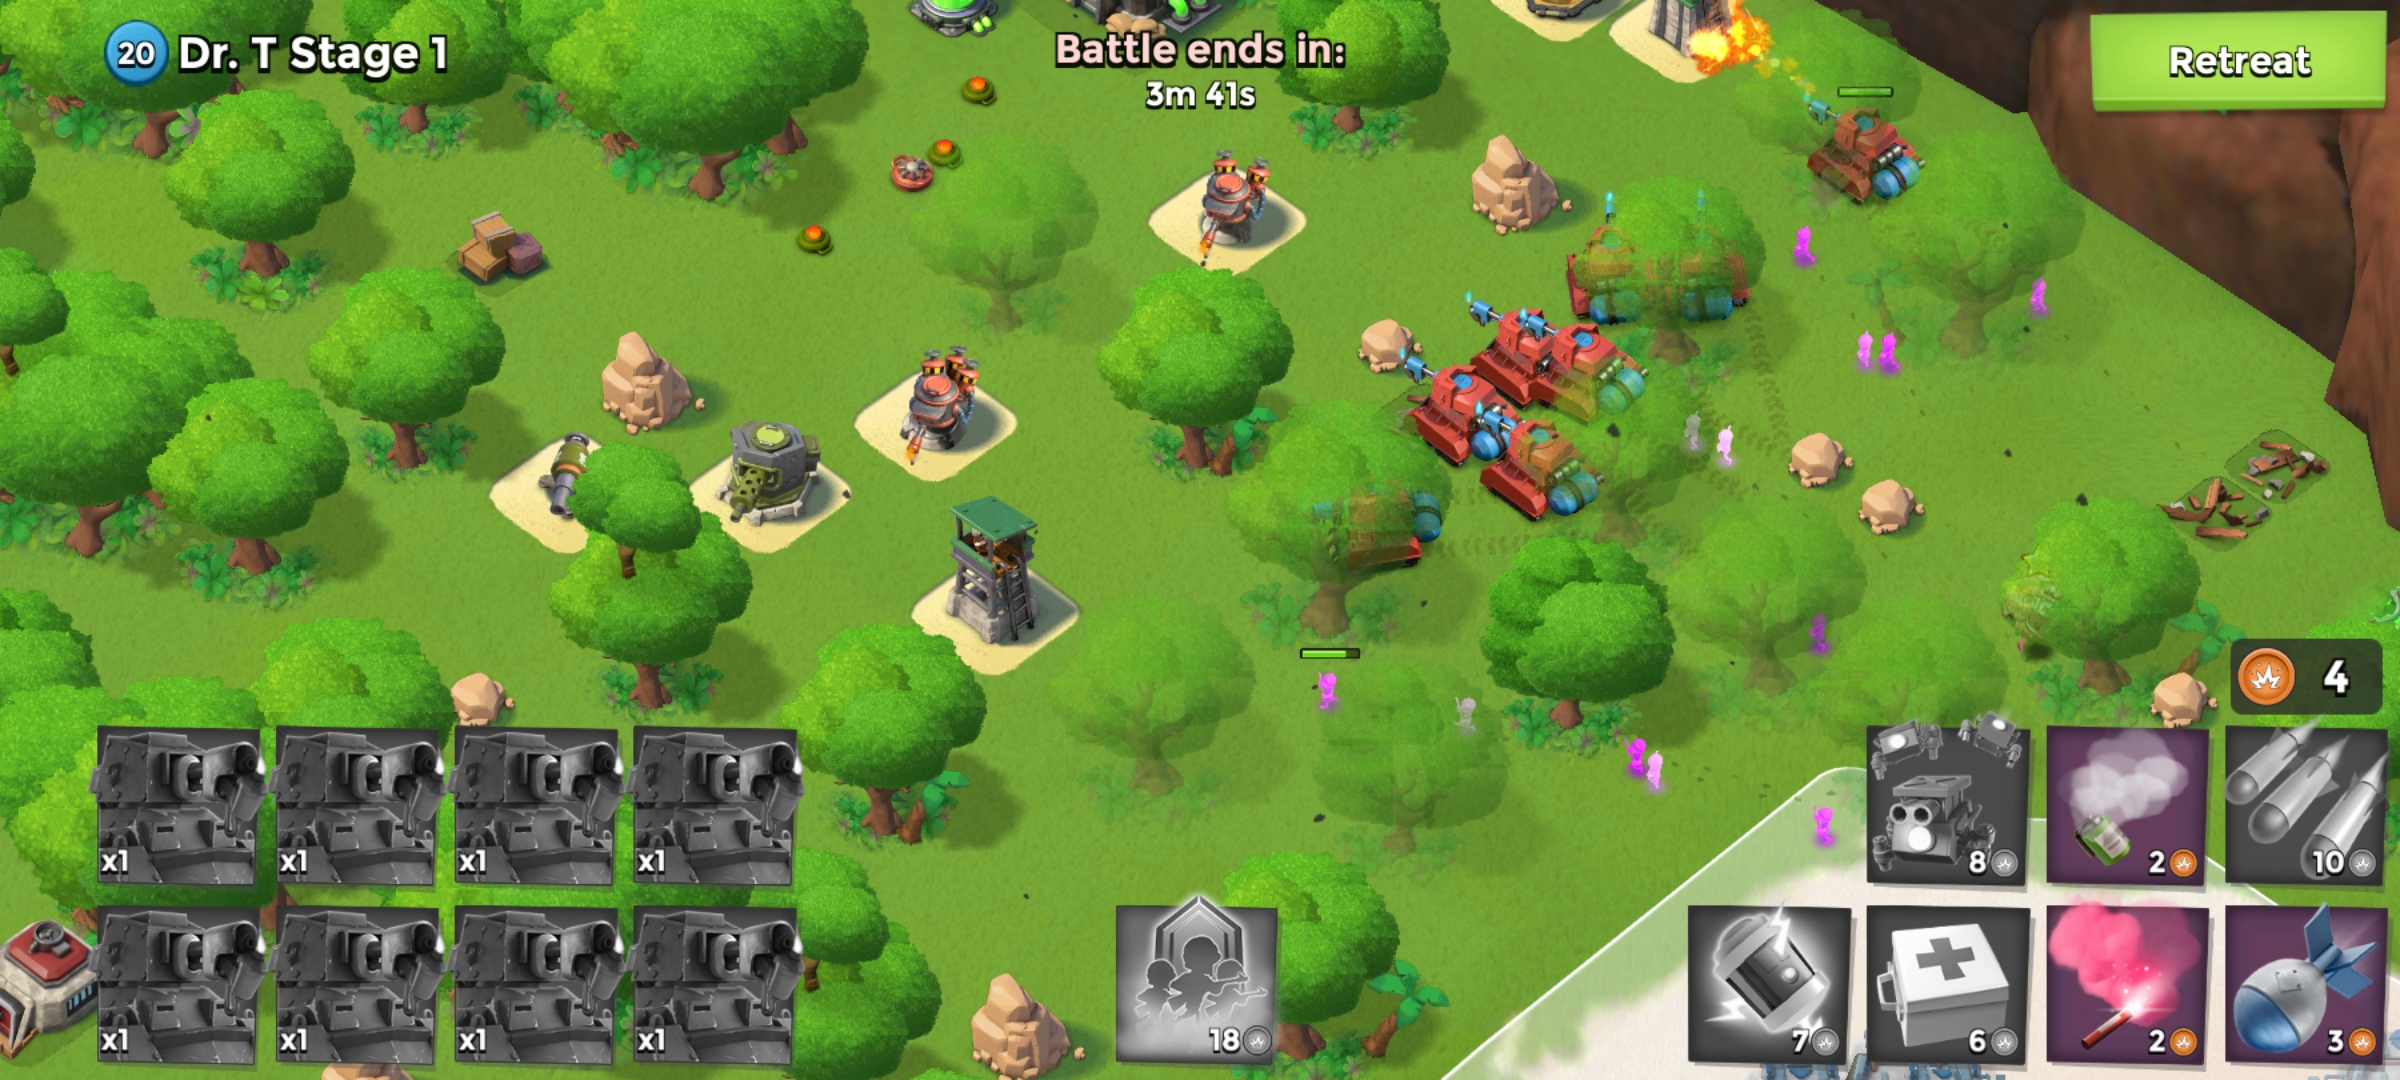 20 Dr. T Stage 1
Battle ends in:
3m 41s
Retreat
4
x1 x1 x1 x1
8 2 10
x1 x1 x1 x1
18
7 6 2 3